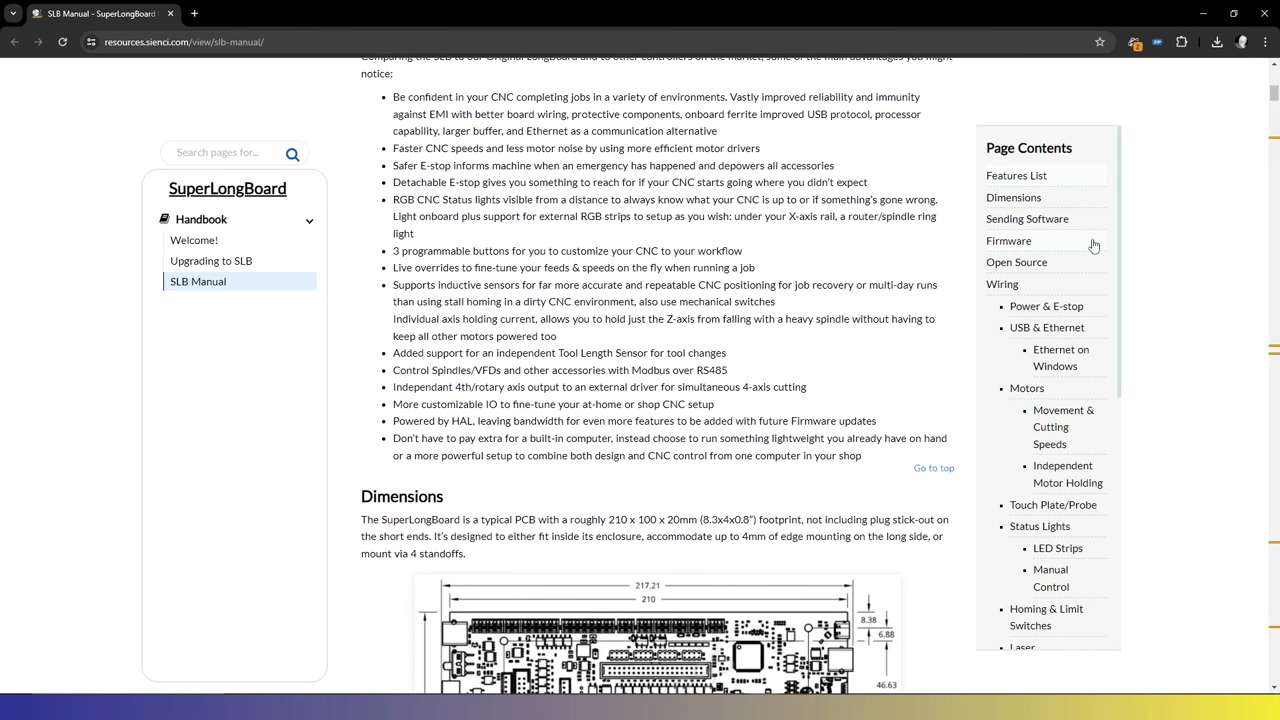 SLB Manual - SuperLongBoard
resources.sienci.com/view/slb-manual/
2
Comparing the SLB to our Original LongBoard and to other controllers on the market, some of the main advantages you might
notice:
Be confident in your CNC completing jobs in a variety of environments. Vastly improved reliability and immunity
against EMI with better board wiring, protective components, onboard ferrite improved USB protocol, processor
capability, larger buffer, and Ethernet as a communication alternative
Faster CNC speeds and less motor noise by using more efficient motor drivers
Safer E-stop informs machine when an emergency has happened and depowers all accessories
Detachable E-stop gives you something to reach for if your CNC starts going where you didn't expect
RGB CNC Status lights visible from a distance to always know what your CNC is up to or if something's gone wrong.
Light onboard plus support for external RGB strips to setup as you wish: under your X-axis rail, a router/spindle ring
light
3 programmable buttons for you to customize your CNC to your workflow
Live overrides to fine-tune your feeds & speeds on the fly when running a job
Supports inductive sensors for far more accurate and repeatable CNC positioning for job recovery or multi-day runs
than using stall homing in a dirty CNC environment, also use mechanical switches
Individual axis holding current, allows you to hold just the Z-axis from falling with a heavy spindle without having to
keep all other motors powered too
Added support for an independent Tool Length Sensor for tool changes
Control Spindles/VFDs and other accessories with Modbus over RS485
Independant 4th/rotary axis output to an external driver for simultaneous 4-axis cutting
More customizable IO to fine-tune your at-home or shop CNC setup
Powered by HAL, leaving bandwidth for even more features to be added with future Firmware updates
Don't have to pay extra for a built-in computer, instead choose to run something lightweight you already have on hand
or a more powerful setup to combine both design and CNC control from one computer in your shop
Go to top
Dimensions
The SuperLongBoard is a typical PCB with a roughly 210 x 100 x 20mm (8.3x4x0.8") footprint, not including plug stick-out on
the short ends. It's designed to either fit inside its enclosure, accommodate up to 4mm of edge mounting on the long side, or
mount via 4 standoffs.
217.21
210
8.38
6.88
46.63
Search pages for...
SuperLongBoard
Handbook
Welcome!
Upgrading to SLB
SLB Manual
Page Contents
Features List
Dimensions
Sending Software
Firmware
Open Source
Wiring
Power & E-stop
USB & Ethernet
Ethernet on
Windows
Motors
Movement &
Cutting
Speeds
Independent
Motor Holding
Touch Plate/Probe
Status Lights
LED Strips
Manual
Control
Homing & Limit
Switches
Laser